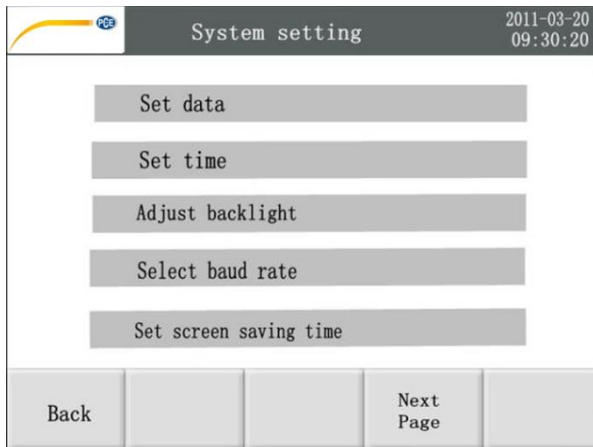 PCE
System setting
2011-03-20
09:30:20
Set data
Set time
Adjust backlight
Select baud rate
Set screen saving time
Back
Next
Page